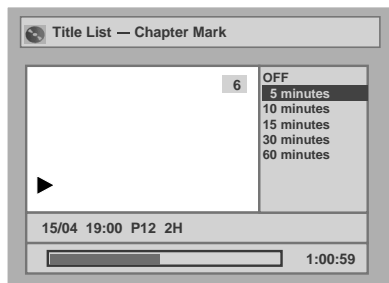 Title List — Chapter Mark
6
OFF
5 minutes
10 minutes
15 minutes
30 minutes
60 minutes
15/04 19:00 P12 2H
1:00:59